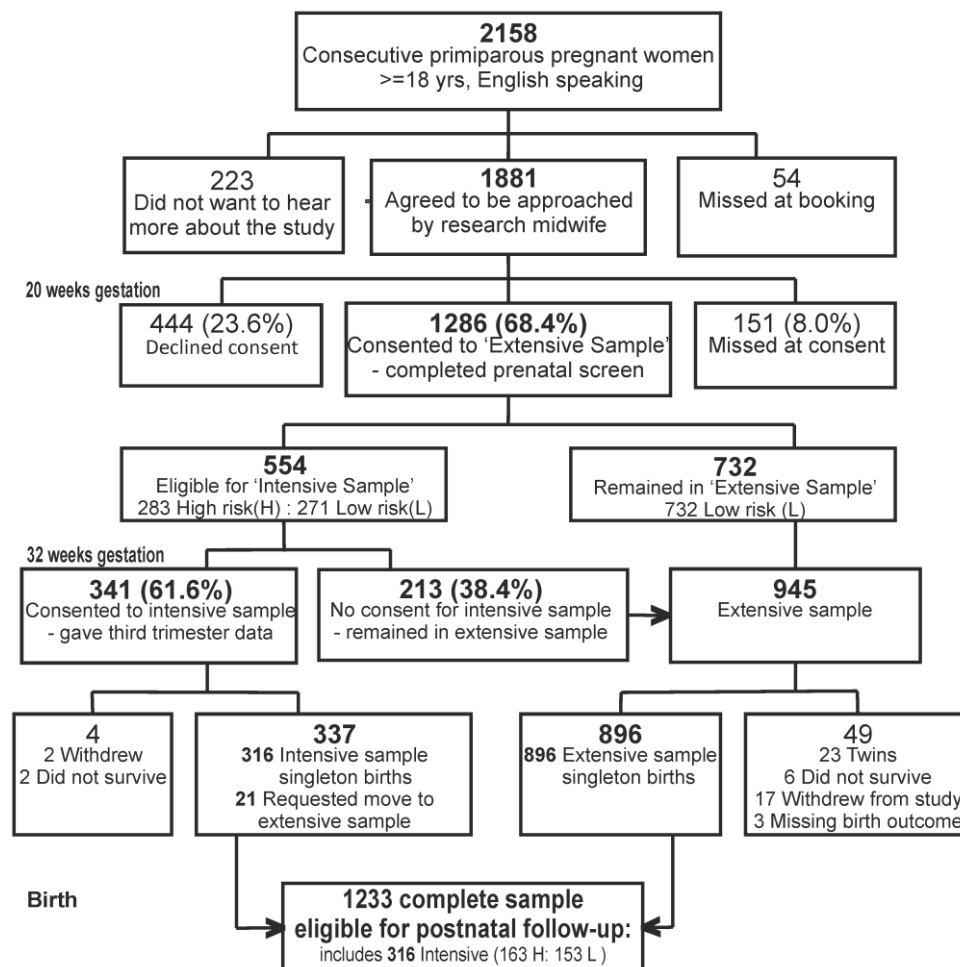 2158
Consecutive primiparous pregnant women
>=18 yrs, English speaking
223
Did not want to hear
more about the study
1881
Agreed to be approached
by research midwife
54
Missed at booking
20 weeks gestation
444 (23.6%)
Declined consent
1286 (68.4%)
Consented to ‘Extensive Sample’
- completed prenatal screen
151 (8.0%)
Missed at consent
554
Eligible for ‘Intensive Sample’
283 High risk(H) : 271 Low risk(L)
732
Remained in ‘Extensive Sample’
732 Low risk (L)
32 weeks gestation
341 (61.6%)
Consented to intensive sample
- gave third trimester data
213 (38.4%)
No consent for intensive sample
- remained in extensive sample
945
Extensive sample
4
2 Withdrew
2 Did not survive
337
316 Intensive sample
singleton births
21 Requested move to
extensive sample
896
896 Extensive sample
singleton births
49
23 Twins
6 Did not survive
17 Withdrew from study
3 Missing birth outcome
Birth
1233 complete sample
eligible for postnatal follow-up:
includes 316 Intensive (163 H: 153 L )